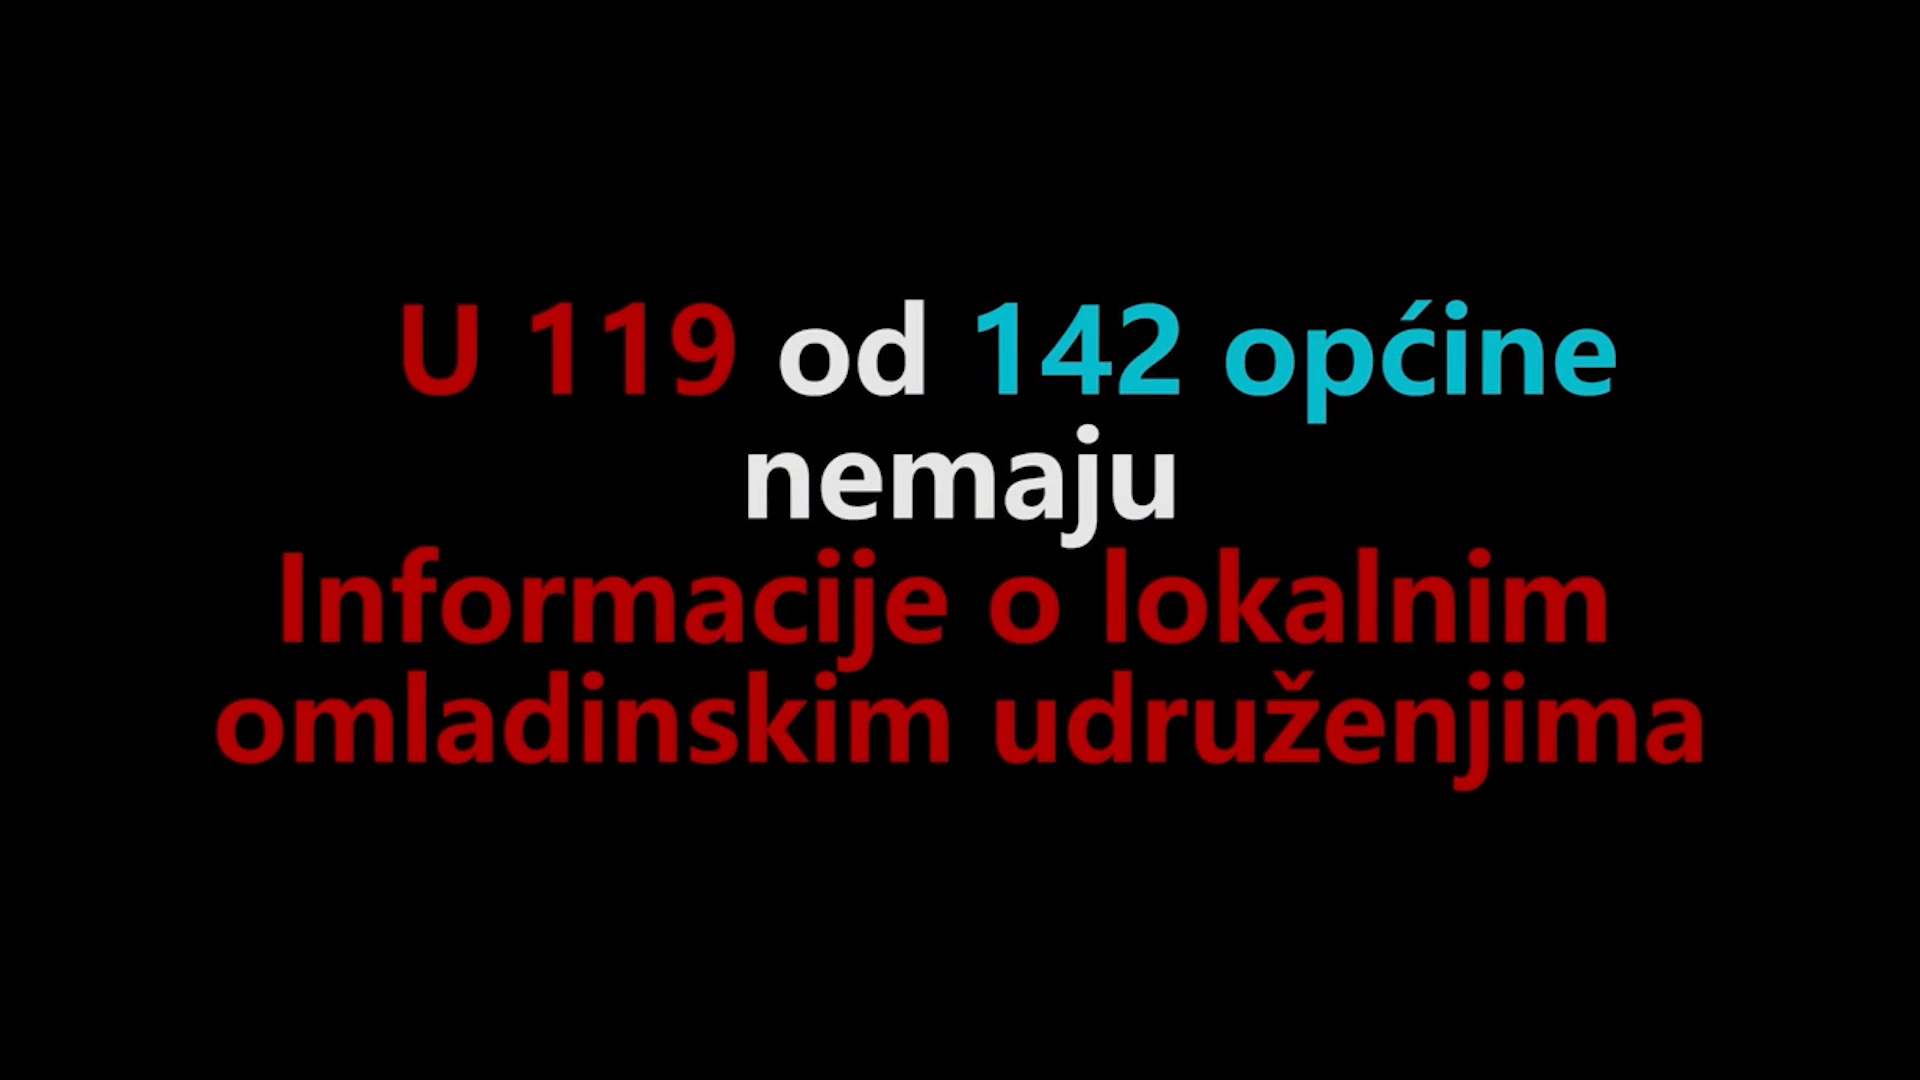 U 119 od 142 općine
nemaju
Informacije o lokalnim
omladinskim udruženjima